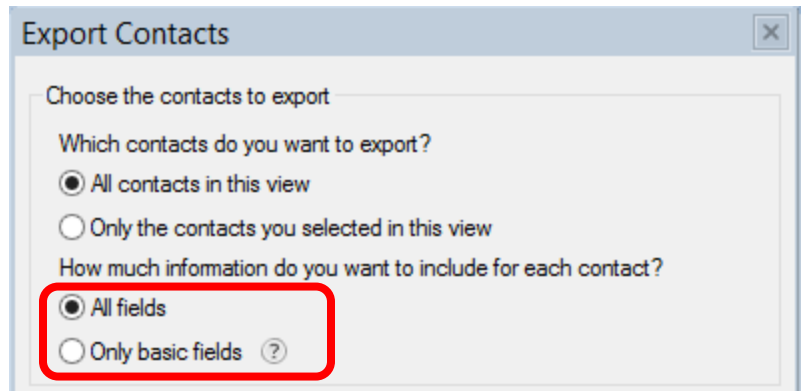 Export Contacts
Choose the contacts to export
Which contacts do you want to export?
All contacts in this view
Only the contacts you selected in this view
How much information do you want to include for each contact?
All fields
Only basic fields ?